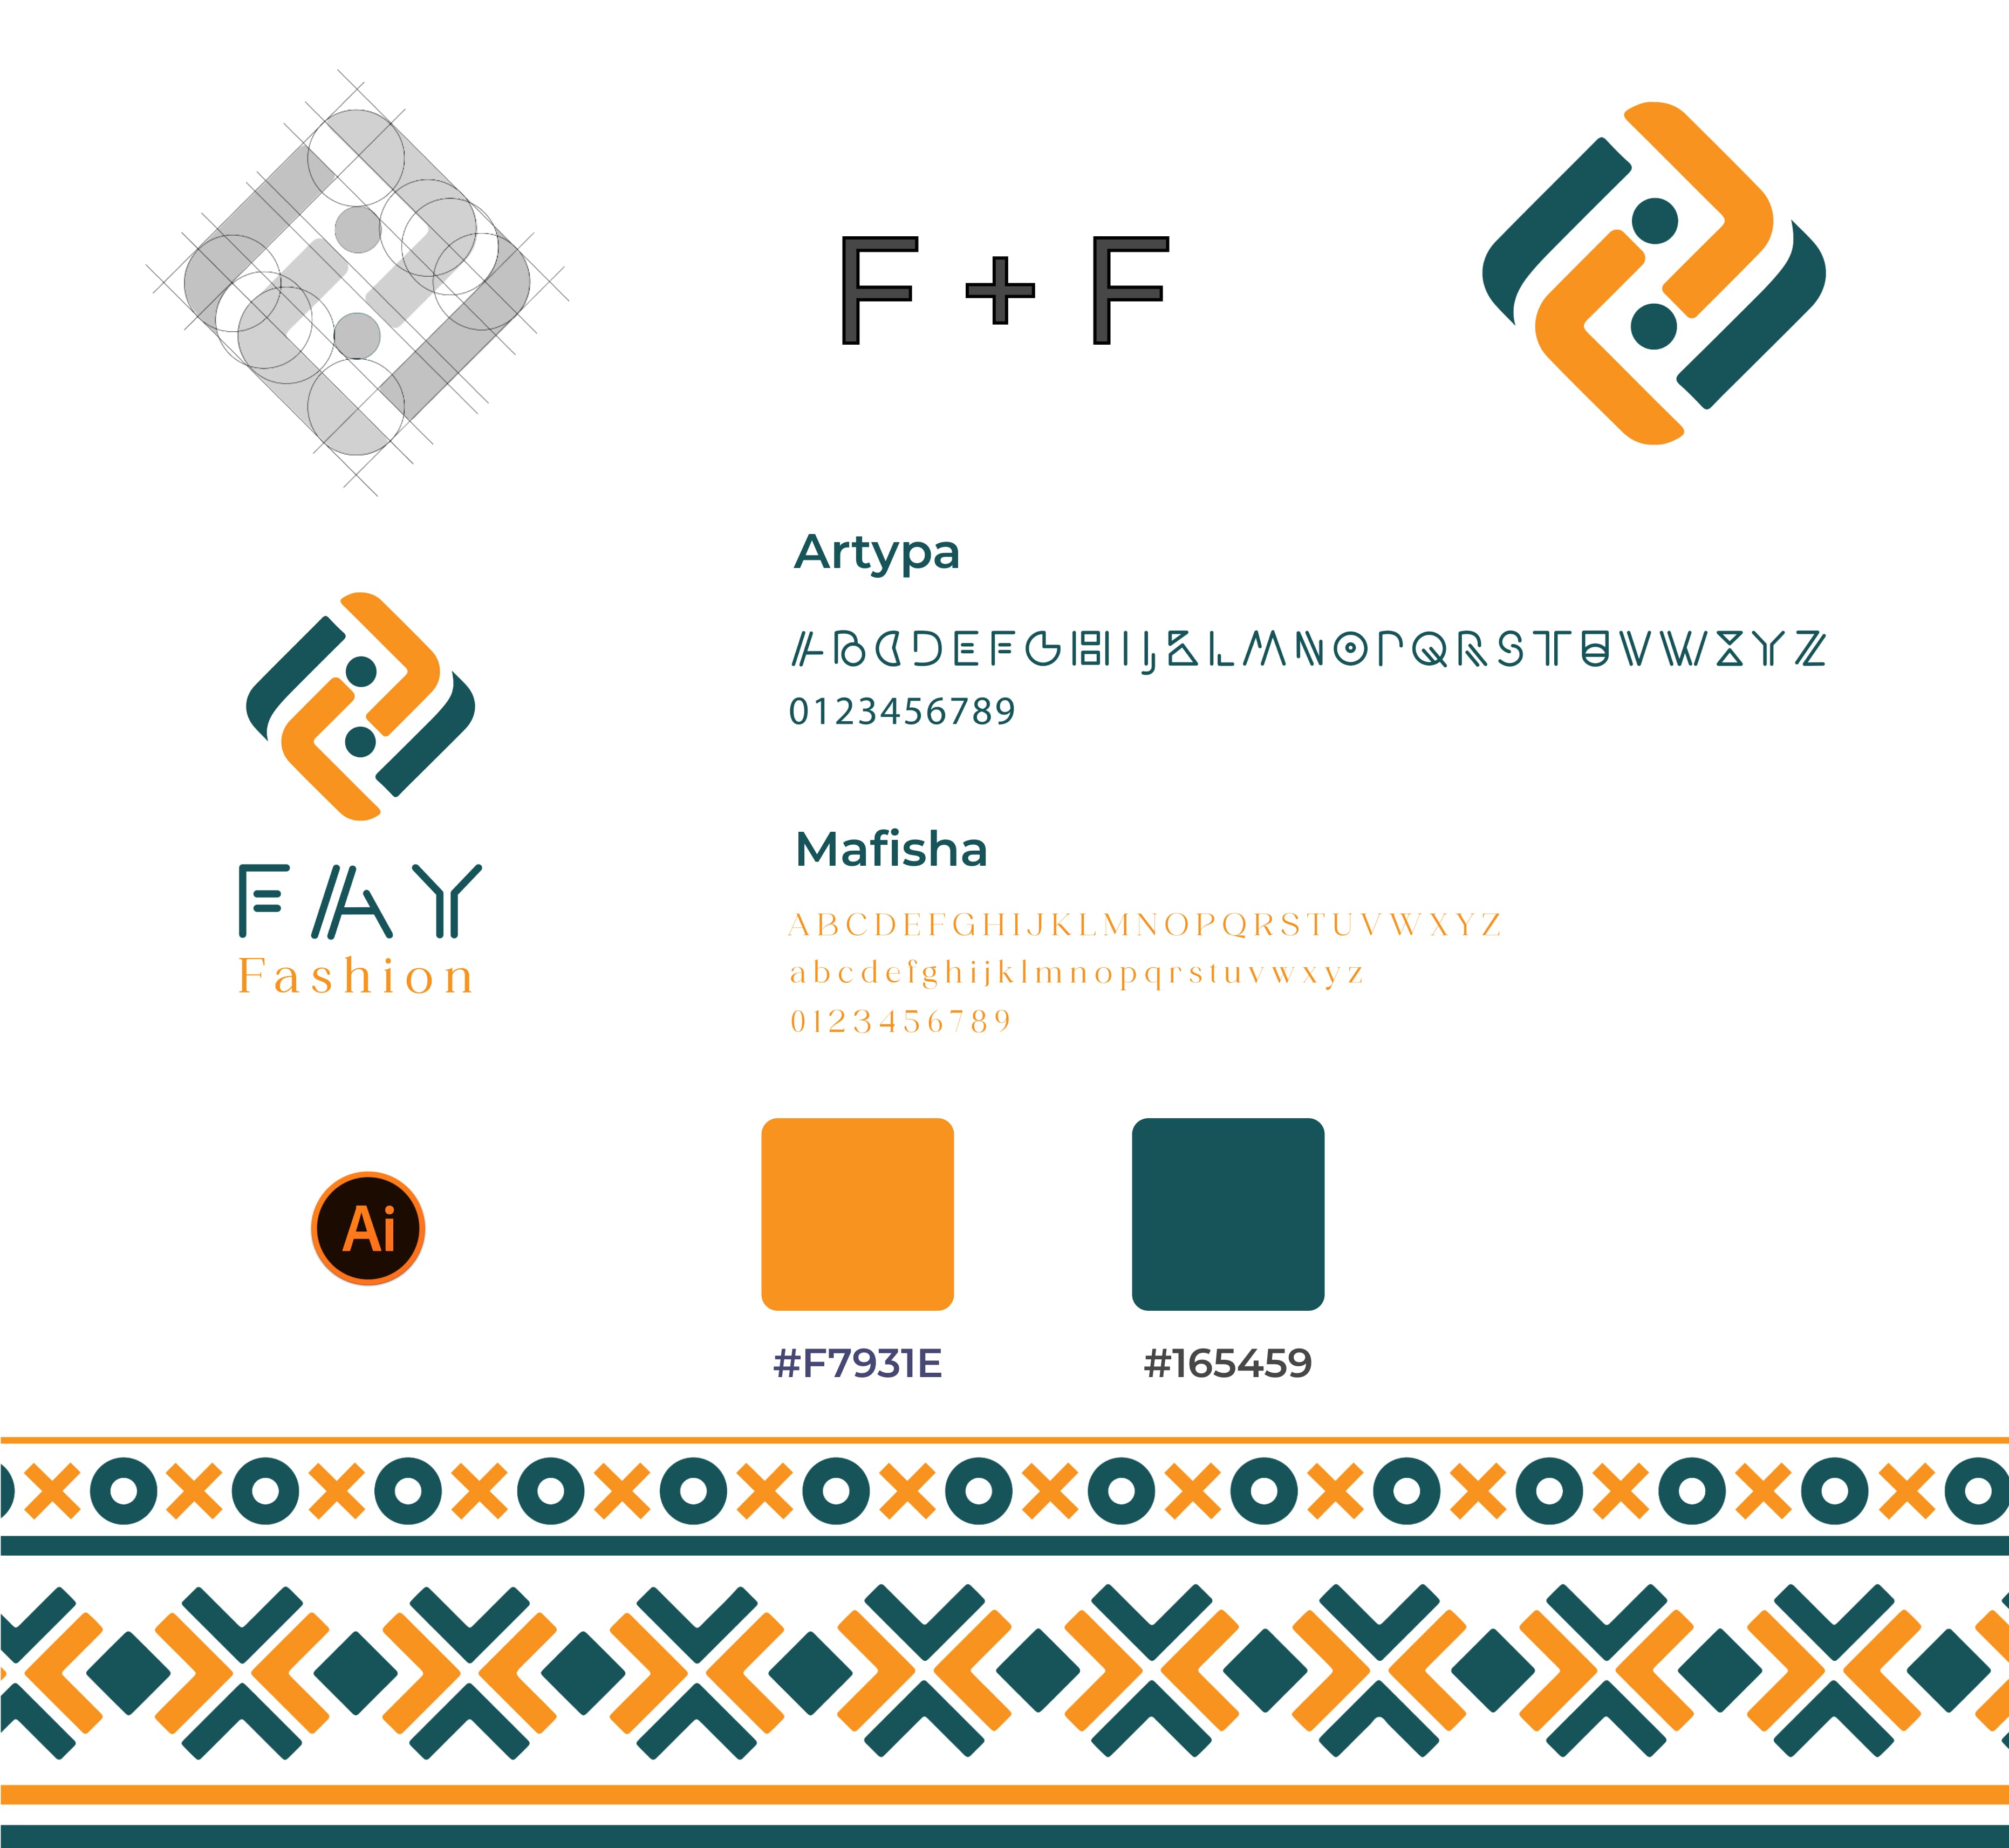 F + F
Artypa
ABCDEFGHIJKLMNOPQRSTUVWXYZ
0123456789
FAY
Fashion
Mafisha
ABCDEFGHIJKLMNOPQRSTUVWXYZ
abcdefghijklmnopqrstuvwxyz
0123456789
Ai
#F7931E
#165459